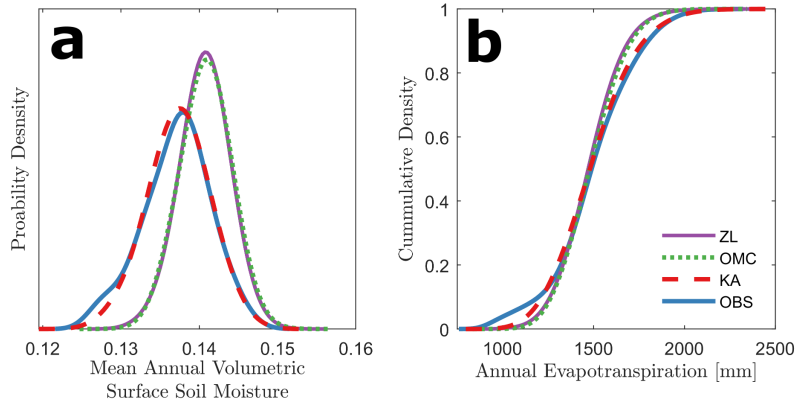 a
Proability Desnsity
0.12 0.13 0.14 0.15 0.16
Mean Annual Volumetric
Surface Soil Moisture
b
Cummulative Density
1
0.8
0.6
0.4
0.2
0
ZL
OMC
KA
OBS
1000 1500 2000 2500
Annual Evapotranspiration [mm]